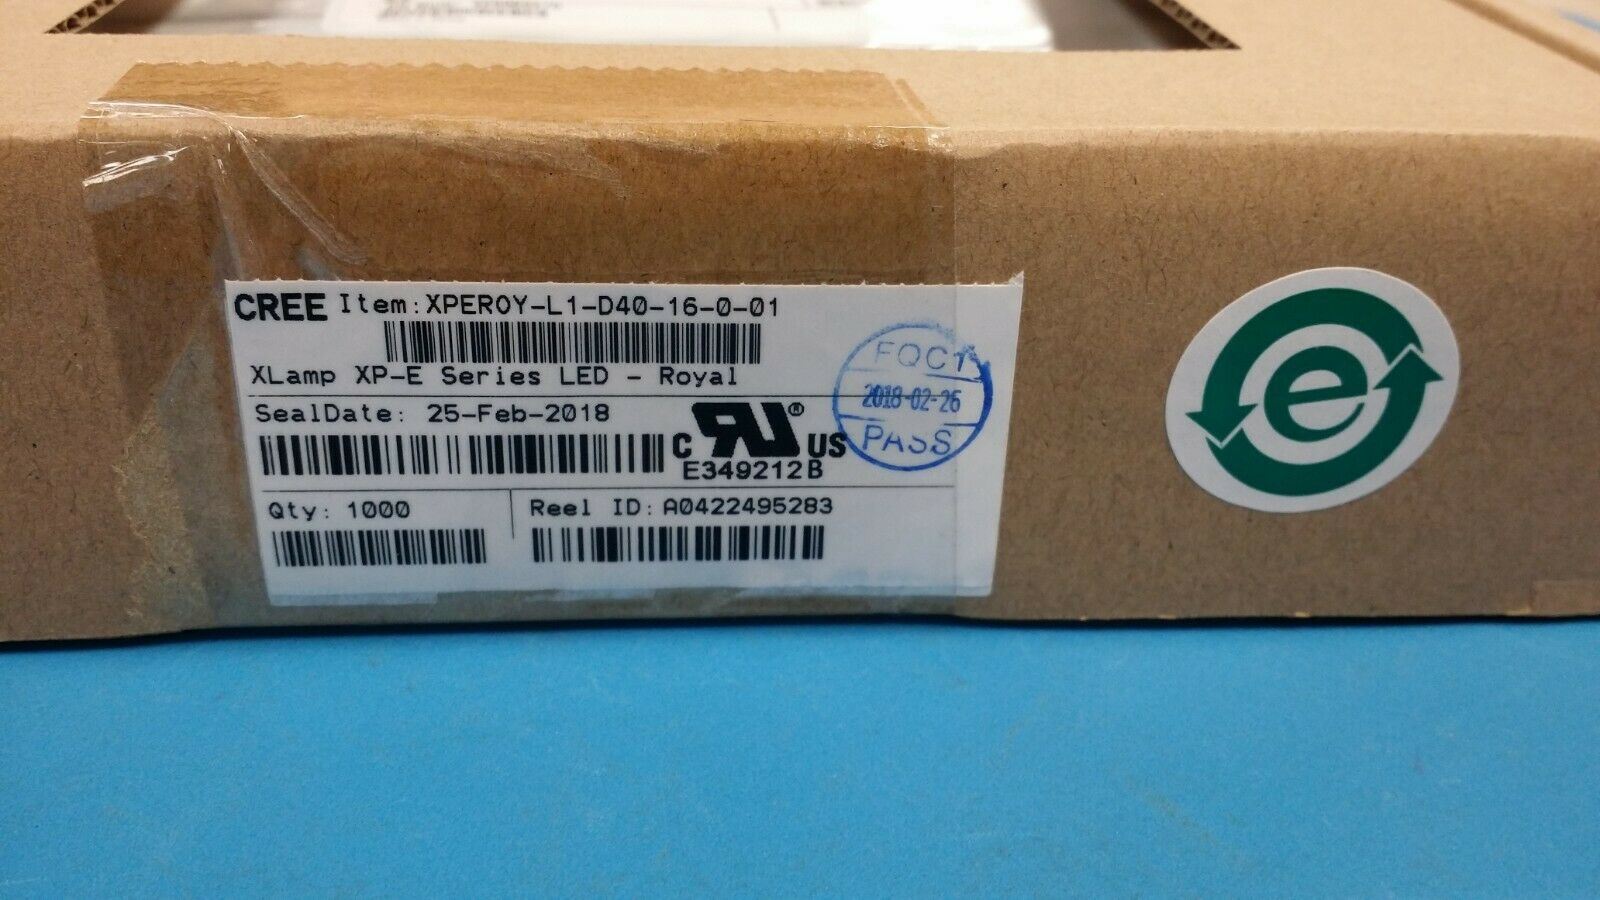 CREE Item:XPEROY-L1-D40-16-0-01
XLamp XP-E Series LED - Royal
SealDate: 25-Feb-2018
C RU® US
E349212B
FQC1
2018-02-26
PASS
Qty: 1000
Reel ID: A0422495283
e